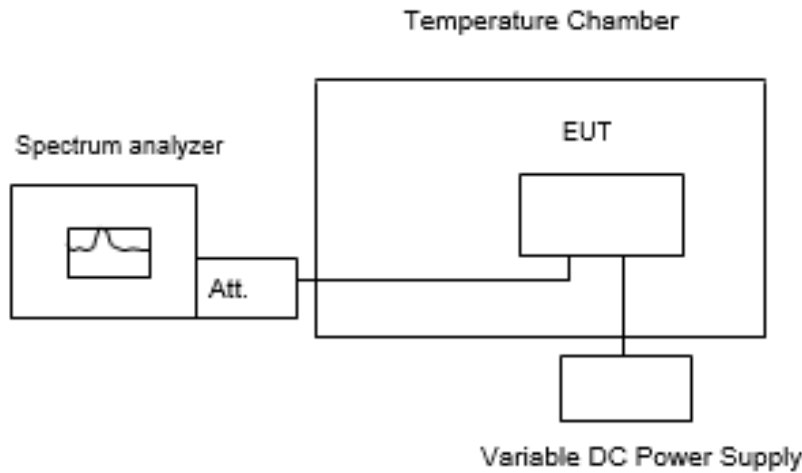 Temperature Chamber
EUT
Spectrum analyzer
Att.
Variable DC Power Supply